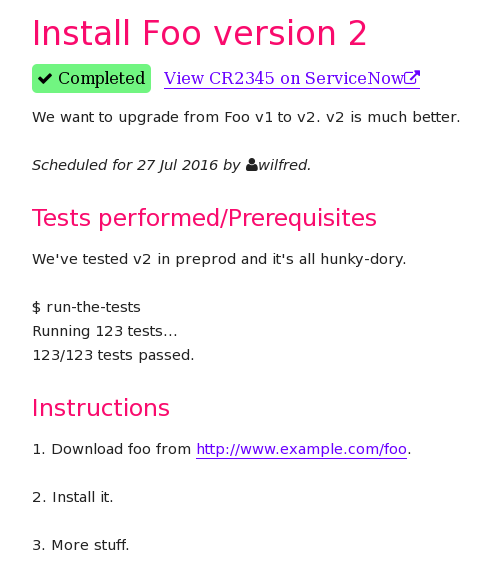 Install Foo version 2
Completed View CR2345 on ServiceNow
We want to upgrade from Foo v1 to v2. v2 is much better.
Scheduled for 27 Jul 2016 by wilfred.
Tests performed/Prerequisites
We've tested v2 in preprod and it's all hunky-dory.
$ run-the-tests
Running 123 tests...
123/123 tests passed.
Instructions
1. Download foo from http://www.example.com/foo.
2. Install it.
3. More stuff.